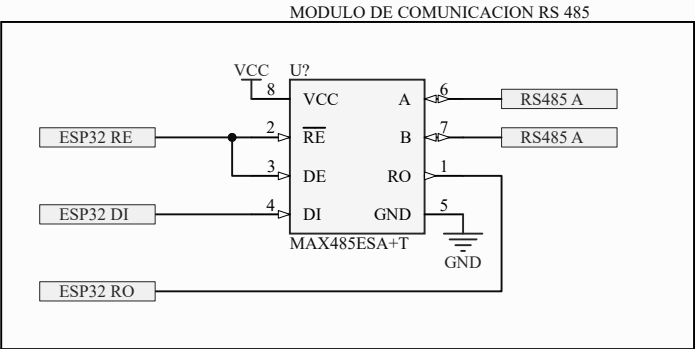 MODULO DE COMUNICACION RS 485
VCC U?
8 VCC A 6 RS485 A
ESP32 RE 2 RE B 7 RS485 A
3 DE RO 1
ESP32 DI 4 DI GND 5
MAX485ESA+T
GND
ESP32 RO